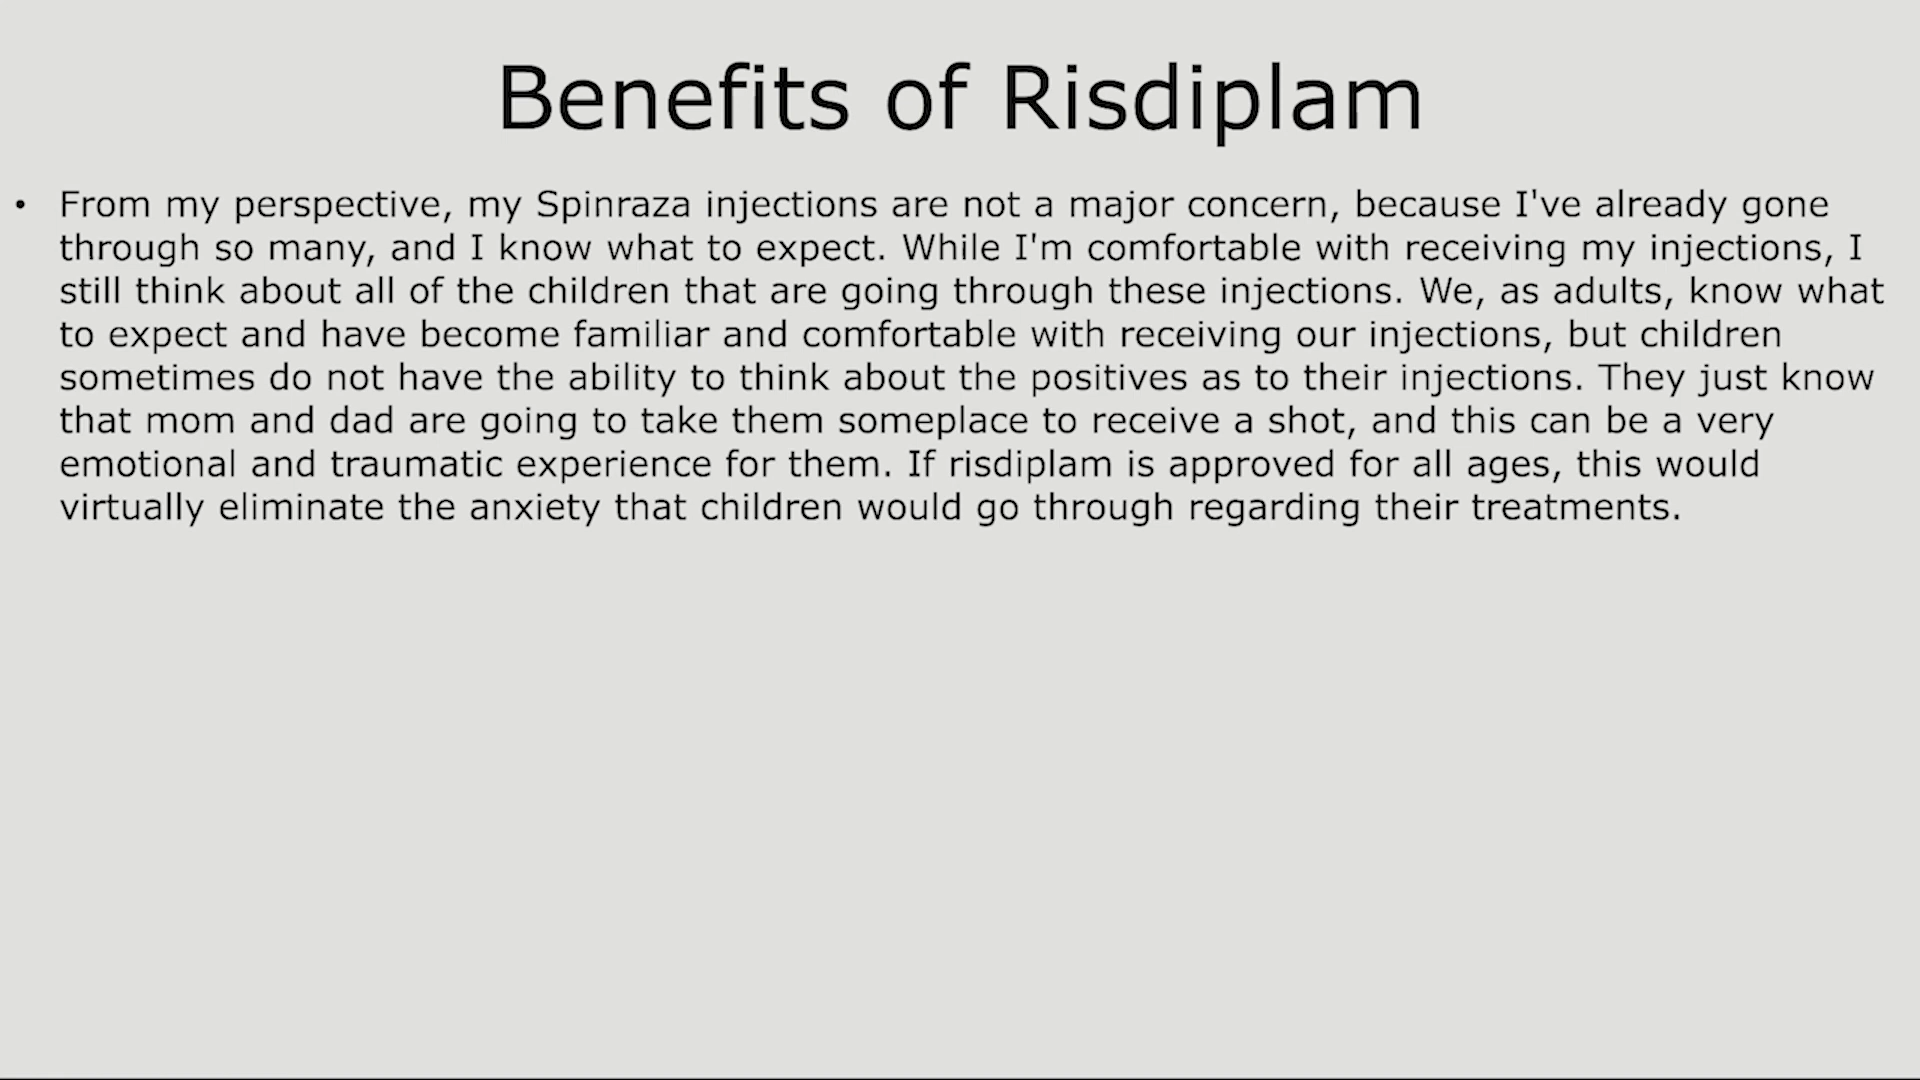 Benefits of Risdiplam
• From my perspective, my Spinraza injections are not a major concern, because I've already gone
through so many, and I know what to expect. While I'm comfortable with receiving my injections, I
still think about all of the children that are going through these injections. We, as adults, know what
to expect and have become familiar and comfortable with receiving our injections, but children
sometimes do not have the ability to think about the positives as to their injections. They just know
that mom and dad are going to take them someplace to receive a shot, and this can be a very
emotional and traumatic experience for them. If risdiplam is approved for all ages, this would
virtually eliminate the anxiety that children would go through regarding their treatments.